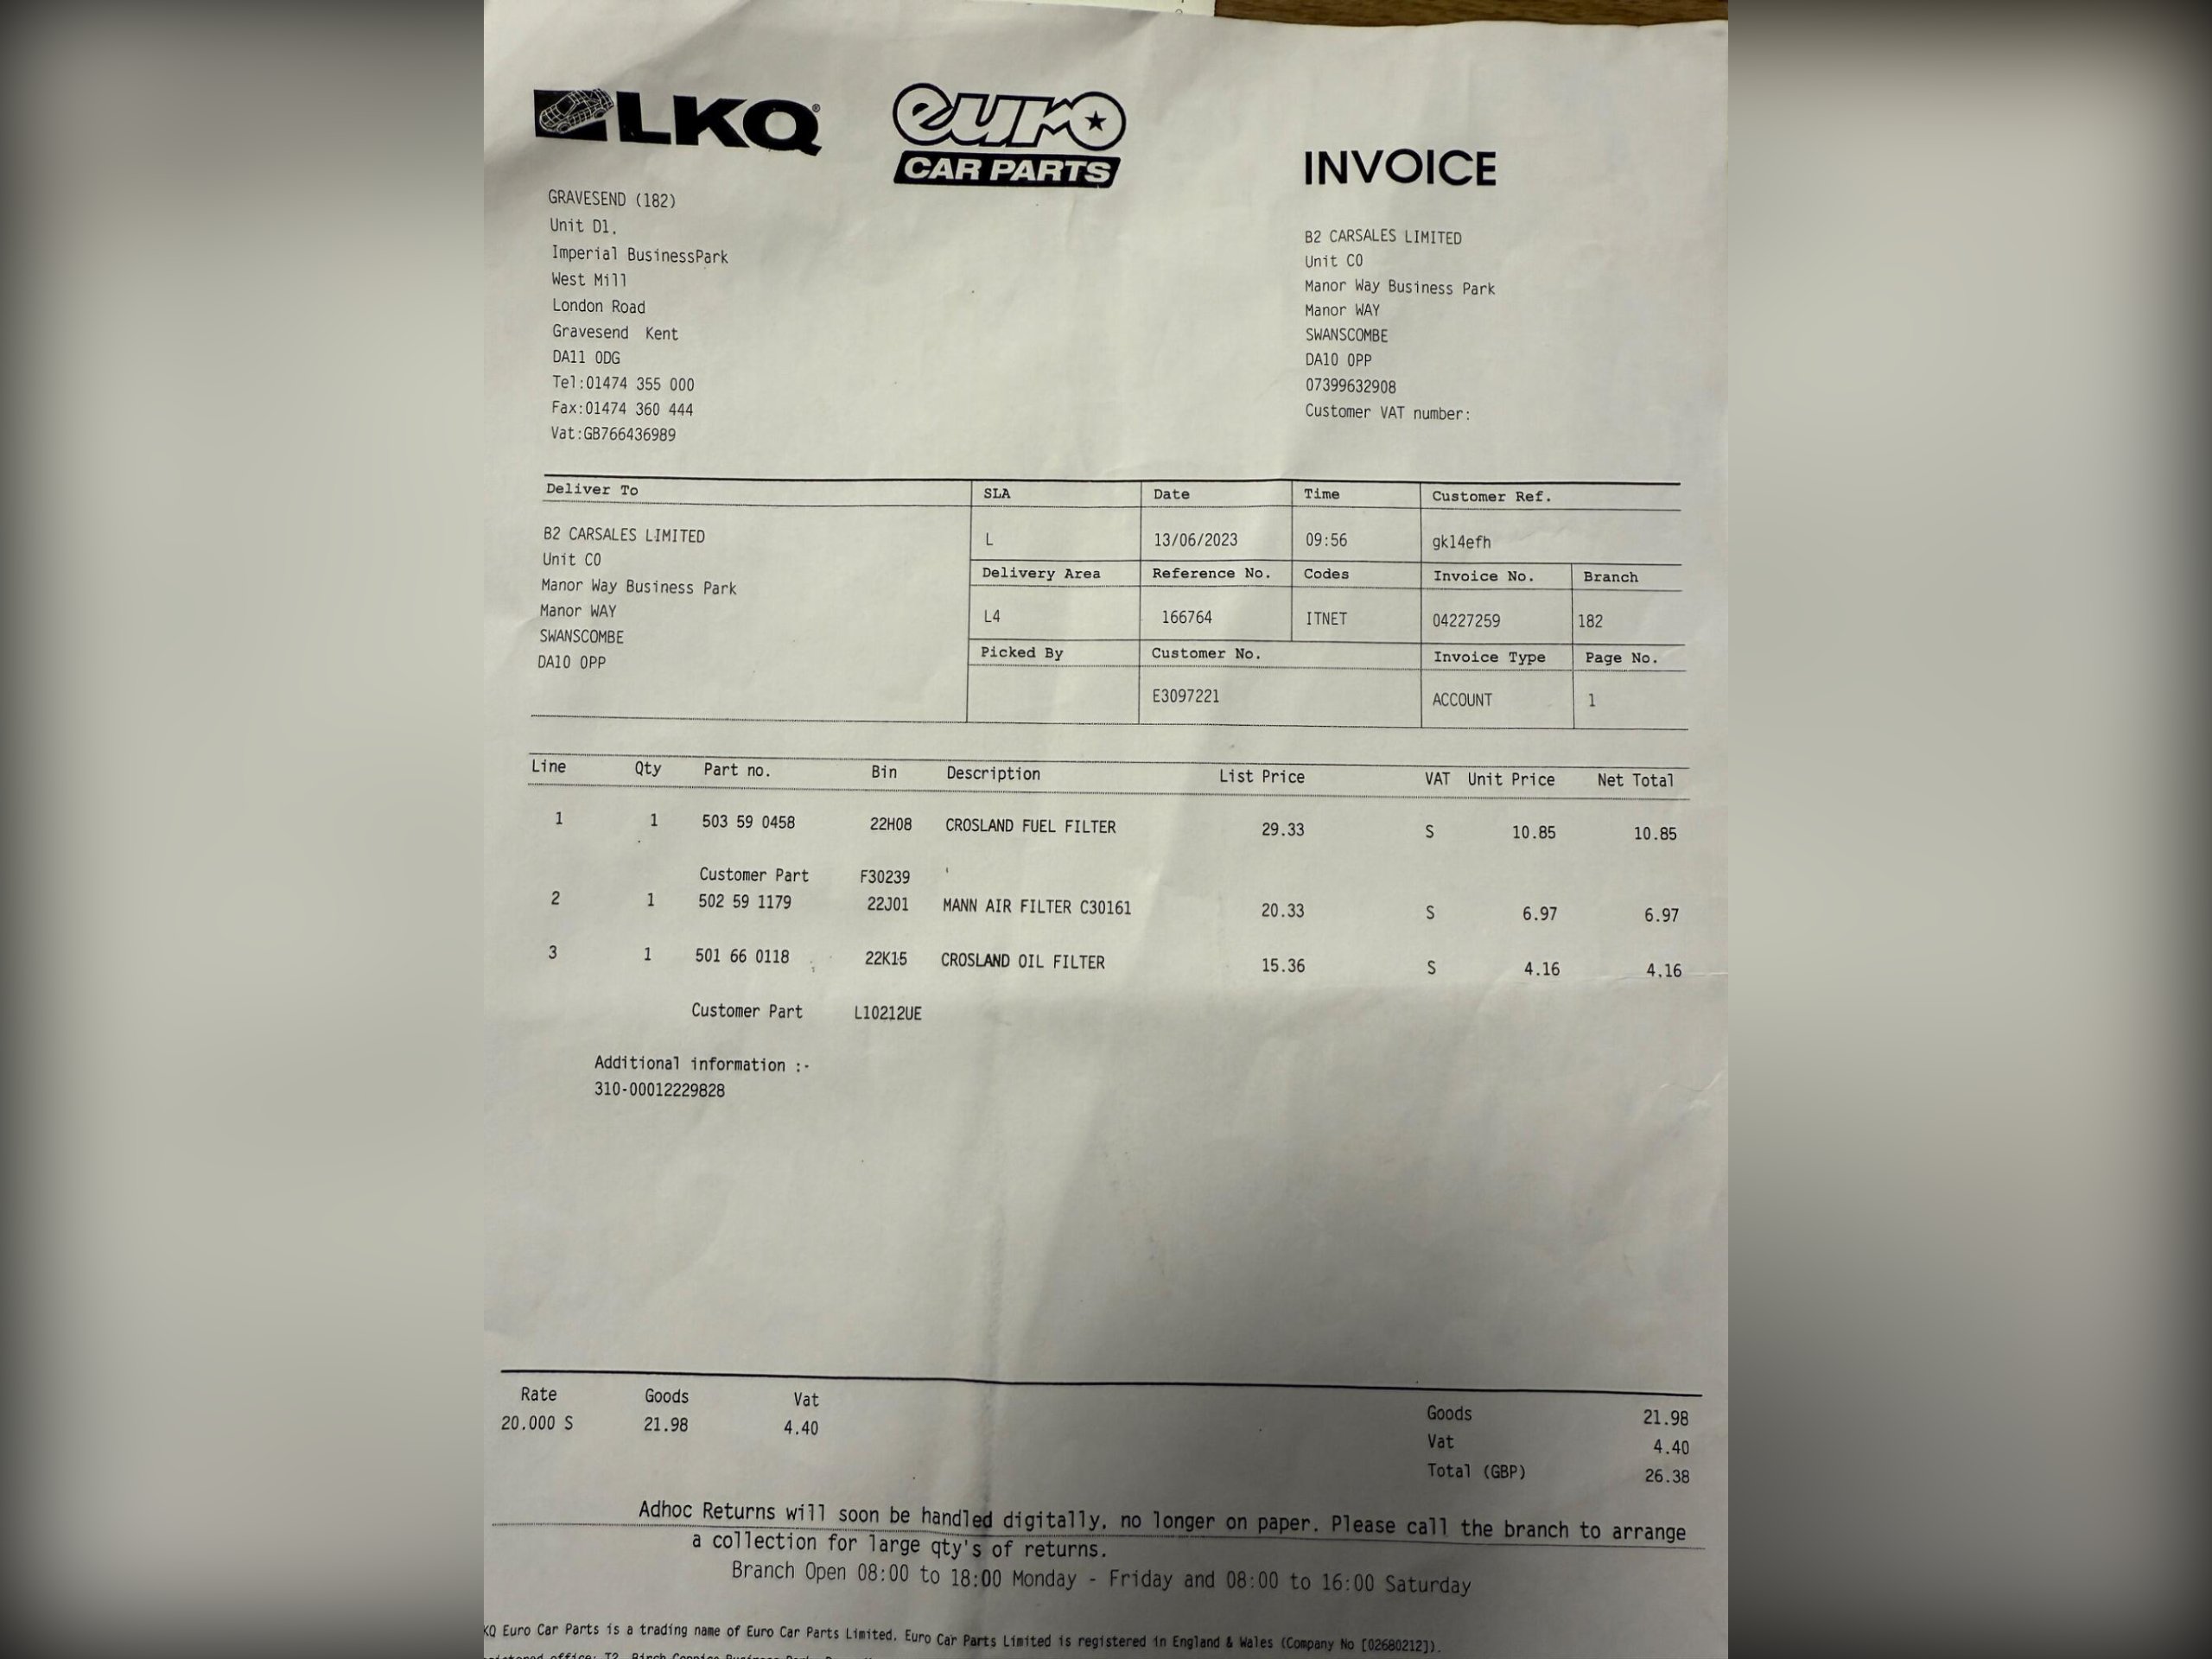 LKQ®
euro
CAR PARTS
INVOICE
GRAVESEND (182)
Unit D1.
Imperial BusinessPark
West Mill
London Road
Gravesend Kent
DA11 0DG
Tel:01474 355 000
Fax:01474 360 444
Vat:GB766436989
B2 CARSALES LIMITED
Unit C0
Manor Way Business Park
Manor WAY
SWANSCOMBE
DA10 0PP
07399632908
Customer VAT number:
Deliver To
B2 CARSALES LIMITED
Unit C0
Manor Way Business Park
Manor WAY
SWANSCOMBE
DA10 0PP
SLA Date Time Customer Ref.
L 13/06/2023 09:56 gk14efh
Delivery Area Reference No. Codes Invoice No. Branch
L4 166764 ITNET 04227259 182
Picked By Customer No. Invoice Type Page No.
E3097221 ACCOUNT 1
Line Qty Part no. Bin Description List Price VAT Unit Price Net Total
1 1 503 59 0458 22H08 CROSLAND FUEL FILTER 29.33 S 10.85 10.85
Customer Part F30239
2 1 502 59 1179 22J01 MANN AIR FILTER C30161 20.33 S 6.97 6.97
3 1 501 66 0118 22K15 CROSLAND OIL FILTER 15.36 S 4.16 4.16
Customer Part L10212UE
Additional information :-
310-00012229828
Rate Goods Vat
20.000 S 21.98 4.40
Goods 21.98
Vat 4.40
Total (GBP) 26.38
Adhoc Returns will soon be handled digitally, no longer on paper. Please call the branch to arrange
a collection for large qty's of returns.
Branch Open 08:00 to 18:00 Monday - Friday and 08:00 to 16:00 Saturday
KQ Euro Car Parts is a trading name of Euro Car Parts Limited. Euro Car Parts Limited is registered in England & Wales (Company No [02680212]).
office: T2, Birch Coppice Business